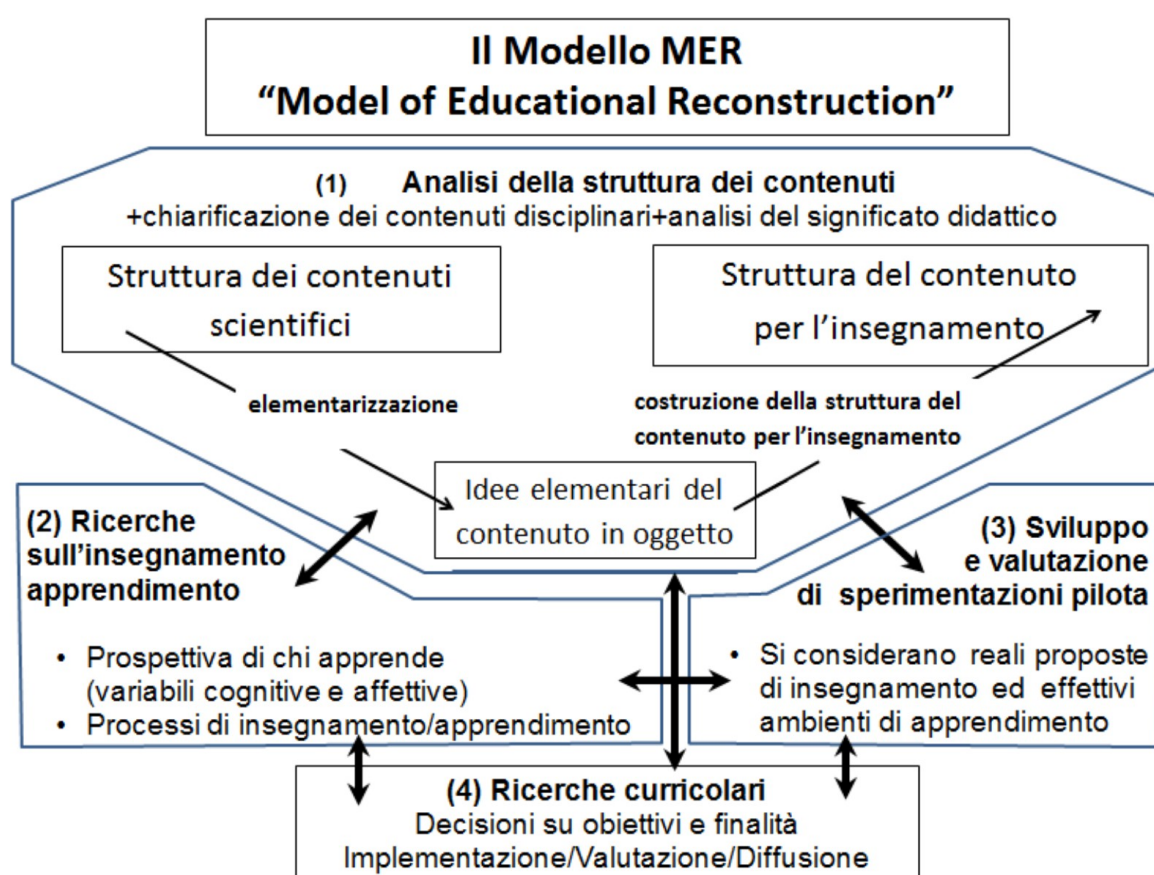 Il Modello MER
“Model of Educational Reconstruction”
(1) Analisi della struttura dei contenuti
+chiarificazione dei contenuti disciplinari+analisi del significato didattico
Struttura dei contenuti
scientifici
Struttura del contenuto
per l’insegnamento
elementarizzazione
costruzione della struttura del
contenuto per l’insegnamento
Idee elementari del
contenuto in oggetto
(2) Ricerche
sull’insegnamento
apprendimento
• Prospettiva di chi apprende
(variabili cognitive e affettive)
• Processi di insegnamento/apprendimento
(3) Sviluppo
e valutazione
di sperimentazioni pilota
• Si considerano reali proposte
di insegnamento ed effettivi
ambienti di apprendimento
(4) Ricerche curricolari
Decisioni su obiettivi e finalità
Implementazione/Valutazione/Diffusione